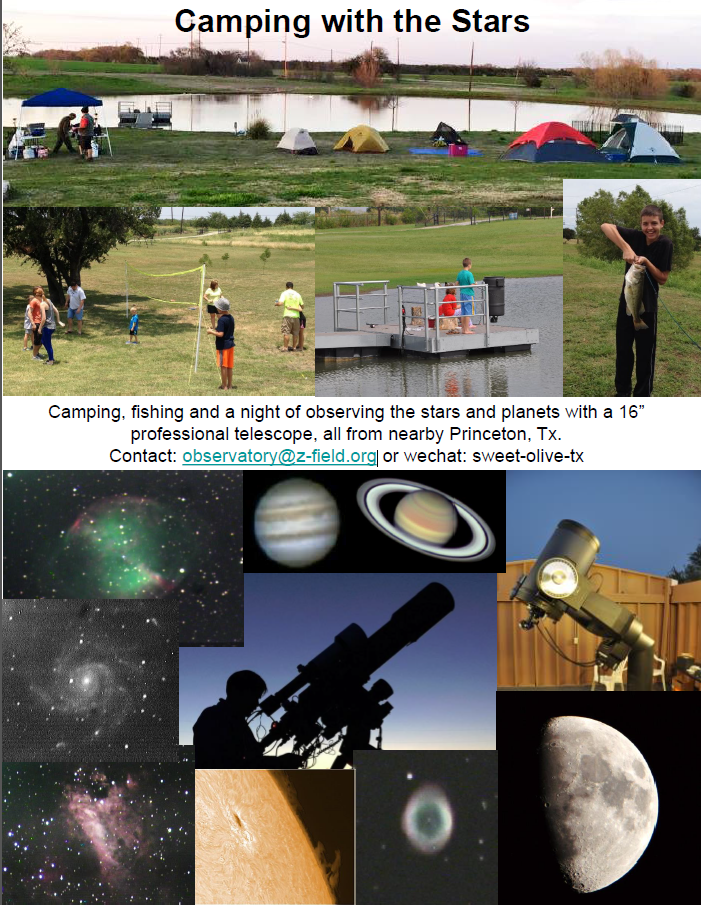 Camping with the Stars
Camping, fishing and a night of observing the stars and planets with a 16”
professional telescope, all from nearby Princeton, Tx.
Contact: observatory@z-field.org or wechat: sweet-olive-tx